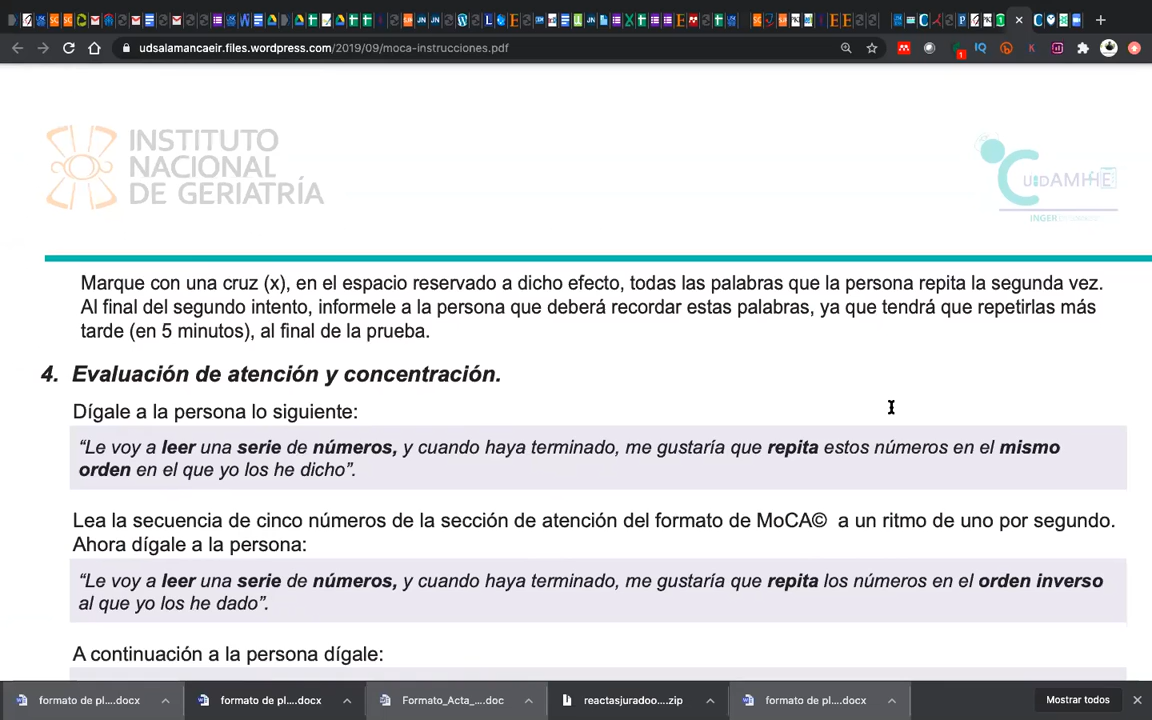 udsalamancaeir.files.wordpress.com/2019/09/moca-instrucciones.pdf
INSTITUTO
NACIONAL
DE GERIATRÍA
CUIDAMHE
INGER
Marque con una cruz (x), en el espacio reservado a dicho efecto, todas las palabras que la persona repita la segunda vez.
Al final del segundo intento, informele a la persona que deberá recordar estas palabras, ya que tendrá que repetirlas más
tarde (en 5 minutos), al final de la prueba.
4. Evaluación de atención y concentración.
Dígale a la persona lo siguiente:
“Le voy a leer una serie de números, y cuando haya terminado, me gustaría que repita estos números en el mismo
orden en el que yo los he dicho”.
Lea la secuencia de cinco números de la sección de atención del formato de MoCA© a un ritmo de uno por segundo.
Ahora dígale a la persona:
“Le voy a leer una serie de números, y cuando haya terminado, me gustaría que repita los números en el orden inverso
al que yo los he dado”.
A continuación a la persona dígale:
formato de pl....docx
formato de pl....docx
Formato_Acta_....doc
reactasjuradoo....zip
formato de pl....docx
Mostrar todos